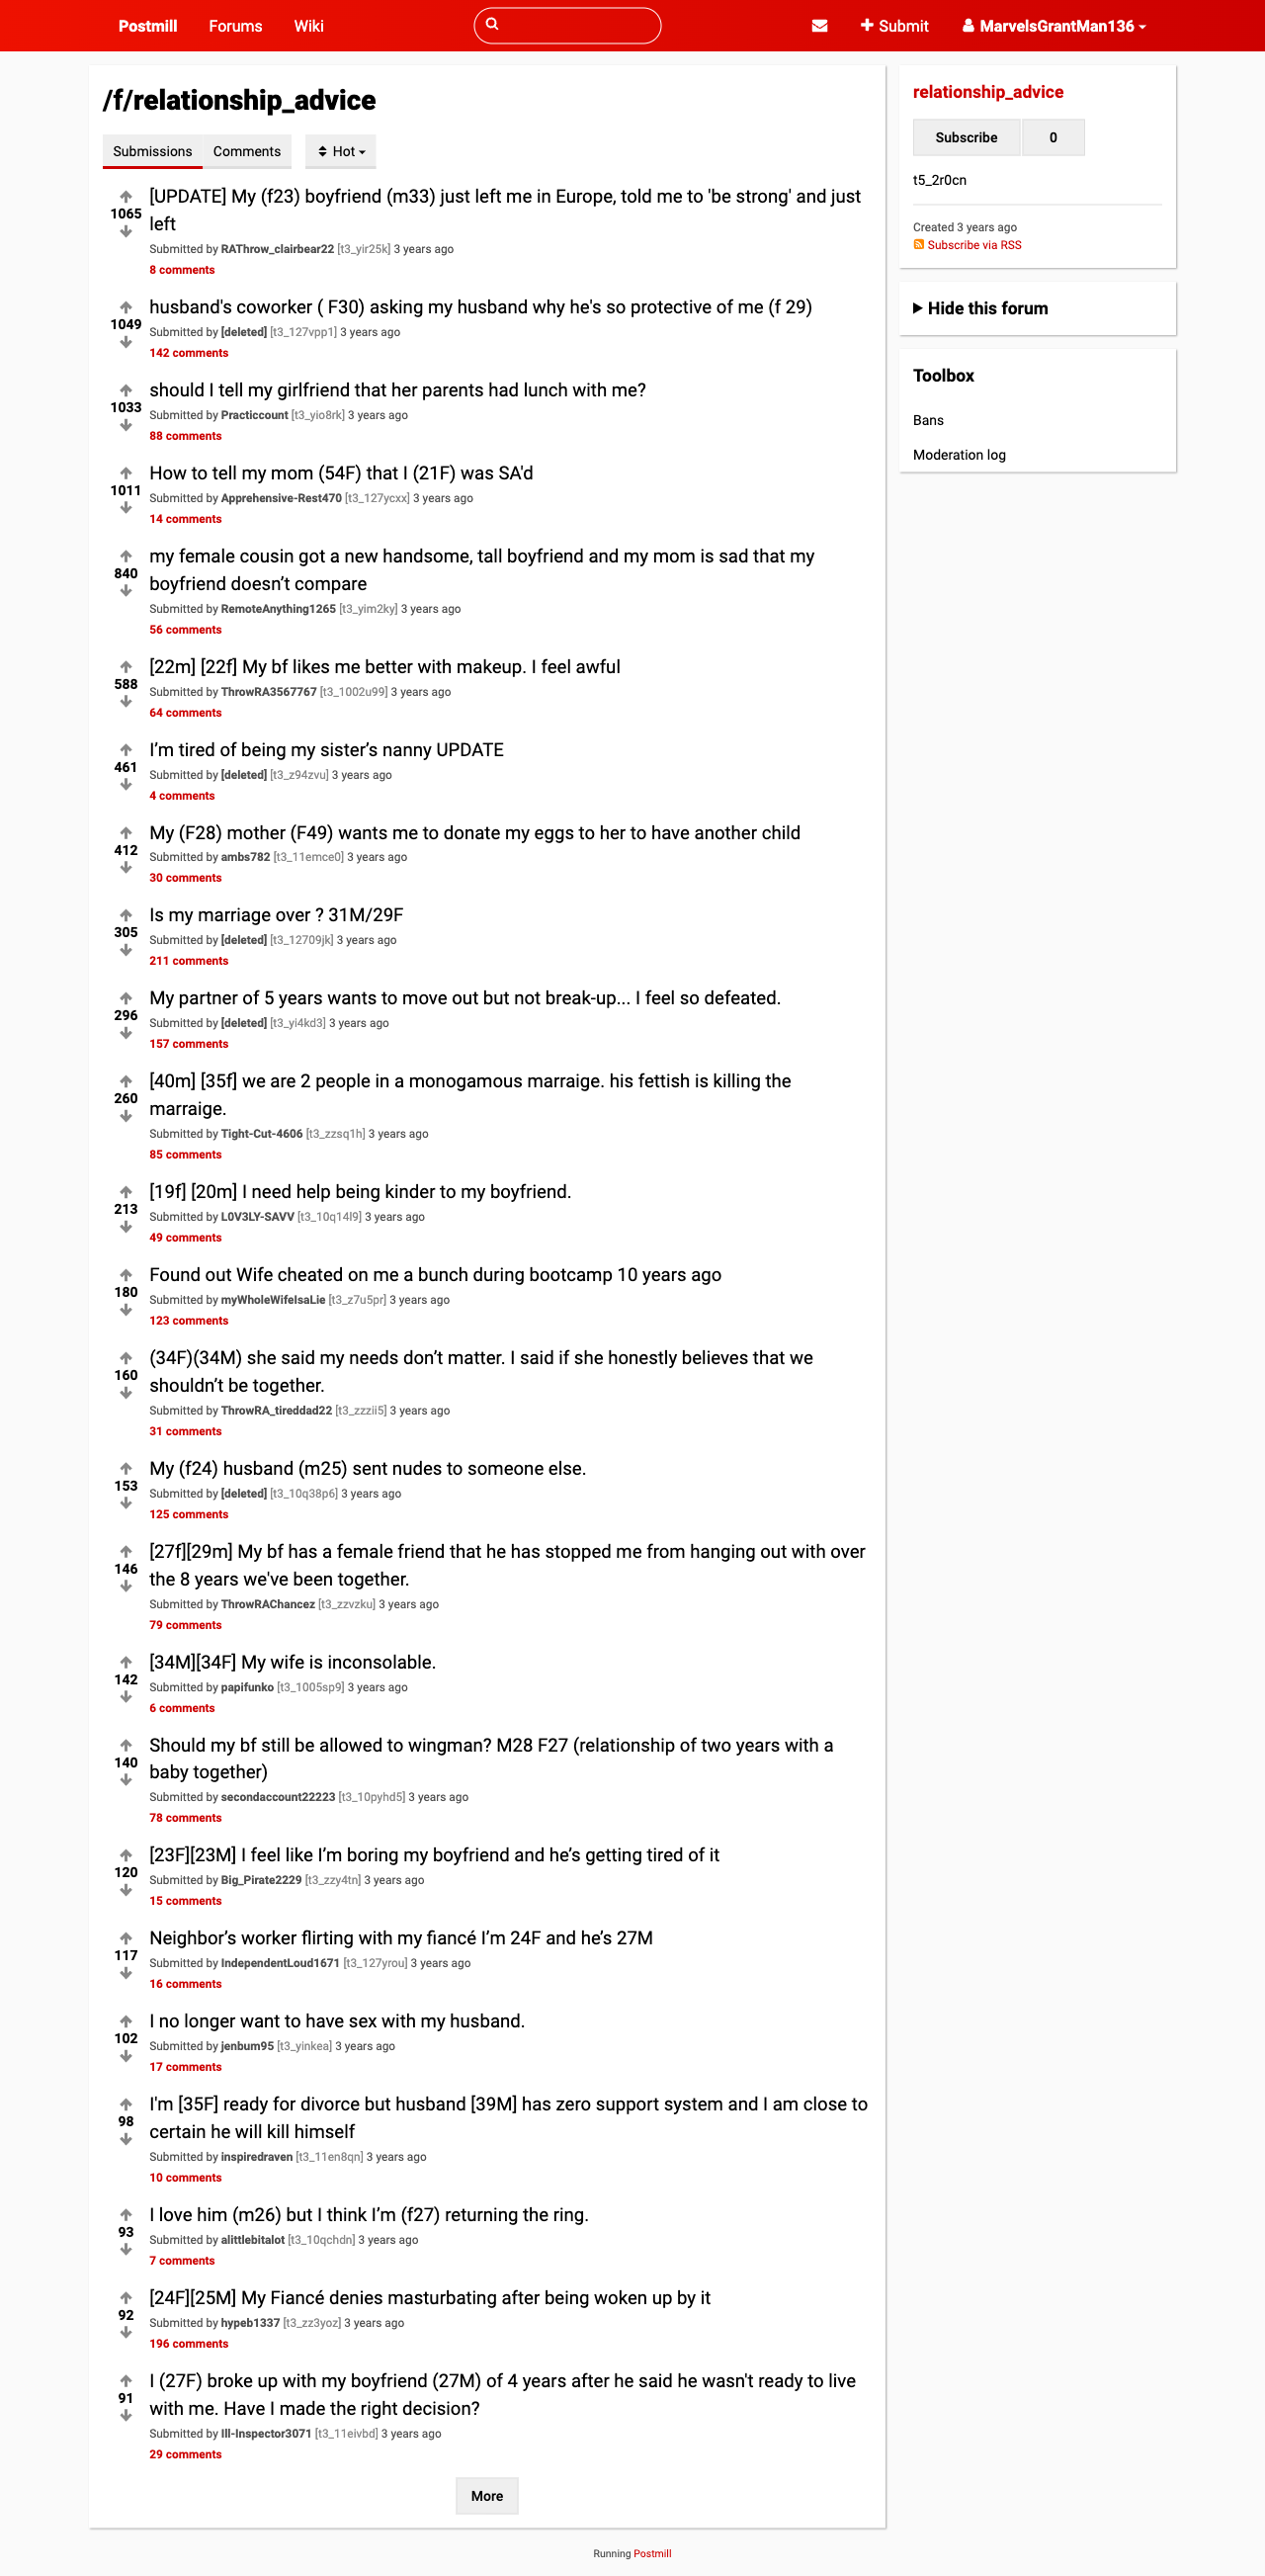 Postmill Forums Wiki Submit MarvelsGrantMan136
/f/relationship_advice
Submissions Comments Hot
1065
[UPDATE] My (f23) boyfriend (m33) just left me in Europe, told me to 'be strong' and just
left
Submitted by RAThrow_clairbear22 [t3_yir25k] 3 years ago
8 comments
1049
husband's coworker ( F30) asking my husband why he's so protective of me (f 29)
Submitted by [deleted] [t3_127vpp1] 3 years ago
142 comments
1033
should I tell my girlfriend that her parents had lunch with me?
Submitted by Practiccount [t3_yio8rk] 3 years ago
88 comments
1011
How to tell my mom (54F) that I (21F) was SA'd
Submitted by Apprehensive-Rest470 [t3_127ycxx] 3 years ago
14 comments
840
my female cousin got a new handsome, tall boyfriend and my mom is sad that my
boyfriend doesn’t compare
Submitted by RemoteAnything1265 [t3_yim2ky] 3 years ago
56 comments
588
[22m] [22f] My bf likes me better with makeup. I feel awful
Submitted by ThrowRA3567767 [t3_1002u99] 3 years ago
64 comments
461
I’m tired of being my sister’s nanny UPDATE
Submitted by [deleted] [t3_z94zvu] 3 years ago
4 comments
412
My (F28) mother (F49) wants me to donate my eggs to her to have another child
Submitted by ambs782 [t3_11emce0] 3 years ago
30 comments
305
Is my marriage over ? 31M/29F
Submitted by [deleted] [t3_12709jk] 3 years ago
211 comments
296
My partner of 5 years wants to move out but not break-up... I feel so defeated.
Submitted by [deleted] [t3_yi4kd3] 3 years ago
157 comments
260
[40m] [35f] we are 2 people in a monogamous marraige. his fettish is killing the
marraige.
Submitted by Tight-Cut-4606 [t3_zzsq1h] 3 years ago
85 comments
213
[19f] [20m] I need help being kinder to my boyfriend.
Submitted by L0V3LY-SAVV [t3_10q14l9] 3 years ago
49 comments
180
Found out Wife cheated on me a bunch during bootcamp 10 years ago
Submitted by myWholeWifeIsaLie [t3_z7u5pr] 3 years ago
123 comments
160
(34F)(34M) she said my needs don’t matter. I said if she honestly believes that we
shouldn’t be together.
Submitted by ThrowRA_tireddad22 [t3_zzzii5] 3 years ago
31 comments
153
My (f24) husband (m25) sent nudes to someone else.
Submitted by [deleted] [t3_10q38p6] 3 years ago
125 comments
146
[27f][29m] My bf has a female friend that he has stopped me from hanging out with over
the 8 years we've been together.
Submitted by ThrowRAChancez [t3_zzvzku] 3 years ago
79 comments
142
[34M][34F] My wife is inconsolable.
Submitted by papifunko [t3_1005sp9] 3 years ago
6 comments
140
Should my bf still be allowed to wingman? M28 F27 (relationship of two years with a
baby together)
Submitted by secondaccount22223 [t3_10pyhd5] 3 years ago
78 comments
120
[23F][23M] I feel like I’m boring my boyfriend and he’s getting tired of it
Submitted by Big_Pirate2229 [t3_zzy4tn] 3 years ago
15 comments
117
Neighbor’s worker flirting with my fiancé I’m 24F and he’s 27M
Submitted by IndependentLoud1671 [t3_127yrou] 3 years ago
16 comments
102
I no longer want to have sex with my husband.
Submitted by jenbum95 [t3_yinkea] 3 years ago
17 comments
98
I'm [35F] ready for divorce but husband [39M] has zero support system and I am close to
certain he will kill himself
Submitted by inspiredraven [t3_11en8qn] 3 years ago
10 comments
93
I love him (m26) but I think I’m (f27) returning the ring.
Submitted by alittlebitalot [t3_10qchdn] 3 years ago
7 comments
92
[24F][25M] My Fiancé denies masturbating after being woken up by it
Submitted by hypeb1337 [t3_zz3yoz] 3 years ago
196 comments
91
I (27F) broke up with my boyfriend (27M) of 4 years after he said he wasn't ready to live
with me. Have I made the right decision?
Submitted by Ill-Inspector3071 [t3_11eivbd] 3 years ago
29 comments
More
relationship_advice
Subscribe 0
t5_2r0cn
Created 3 years ago
Subscribe via RSS
Hide this forum
Toolbox
Bans
Moderation log
Running Postmill